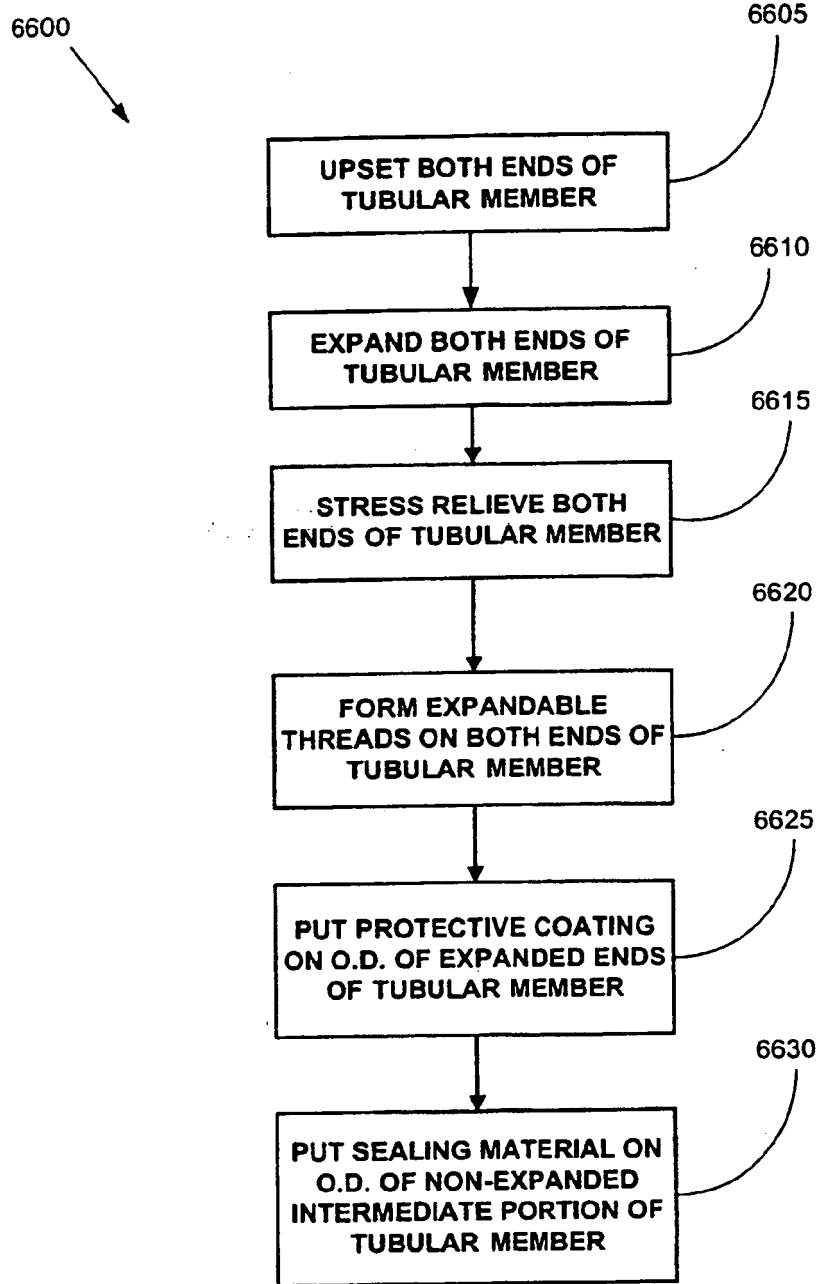 6600
6605
UPSET BOTH ENDS OF
TUBULAR MEMBER
6610
EXPAND BOTH ENDS OF
TUBULAR MEMBER
6615
STRESS RELIEVE BOTH
ENDS OF TUBULAR MEMBER
6620
FORM EXPANDABLE
THREADS ON BOTH ENDS OF
TUBULAR MEMBER
6625
PUT PROTECTIVE COATING
ON O.D. OF EXPANDED ENDS
OF TUBULAR MEMBER
6630
PUT SEALING MATERIAL ON
O.D. OF NON-EXPANDED
INTERMEDIATE PORTION OF
TUBULAR MEMBER